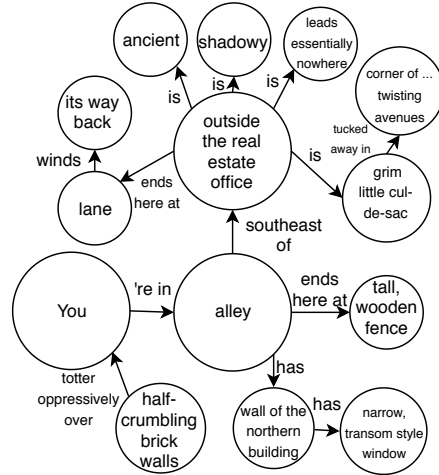 ancient
shadowy
leads
essentially
nowhere
corner of ...
twisting
avenues
its way
back
is
is
is
outside
the real
estate
office
tucked
away in
winds
ends
here at
is
grim
little cul-
de-sac
lane
southeast
of
You
're in
alley
ends
here at
tall,
wooden
fence
totter
oppressively
over
has
half-
crumbling
brick
walls
wall of the
northern
building
has
narrow,
transom style
window